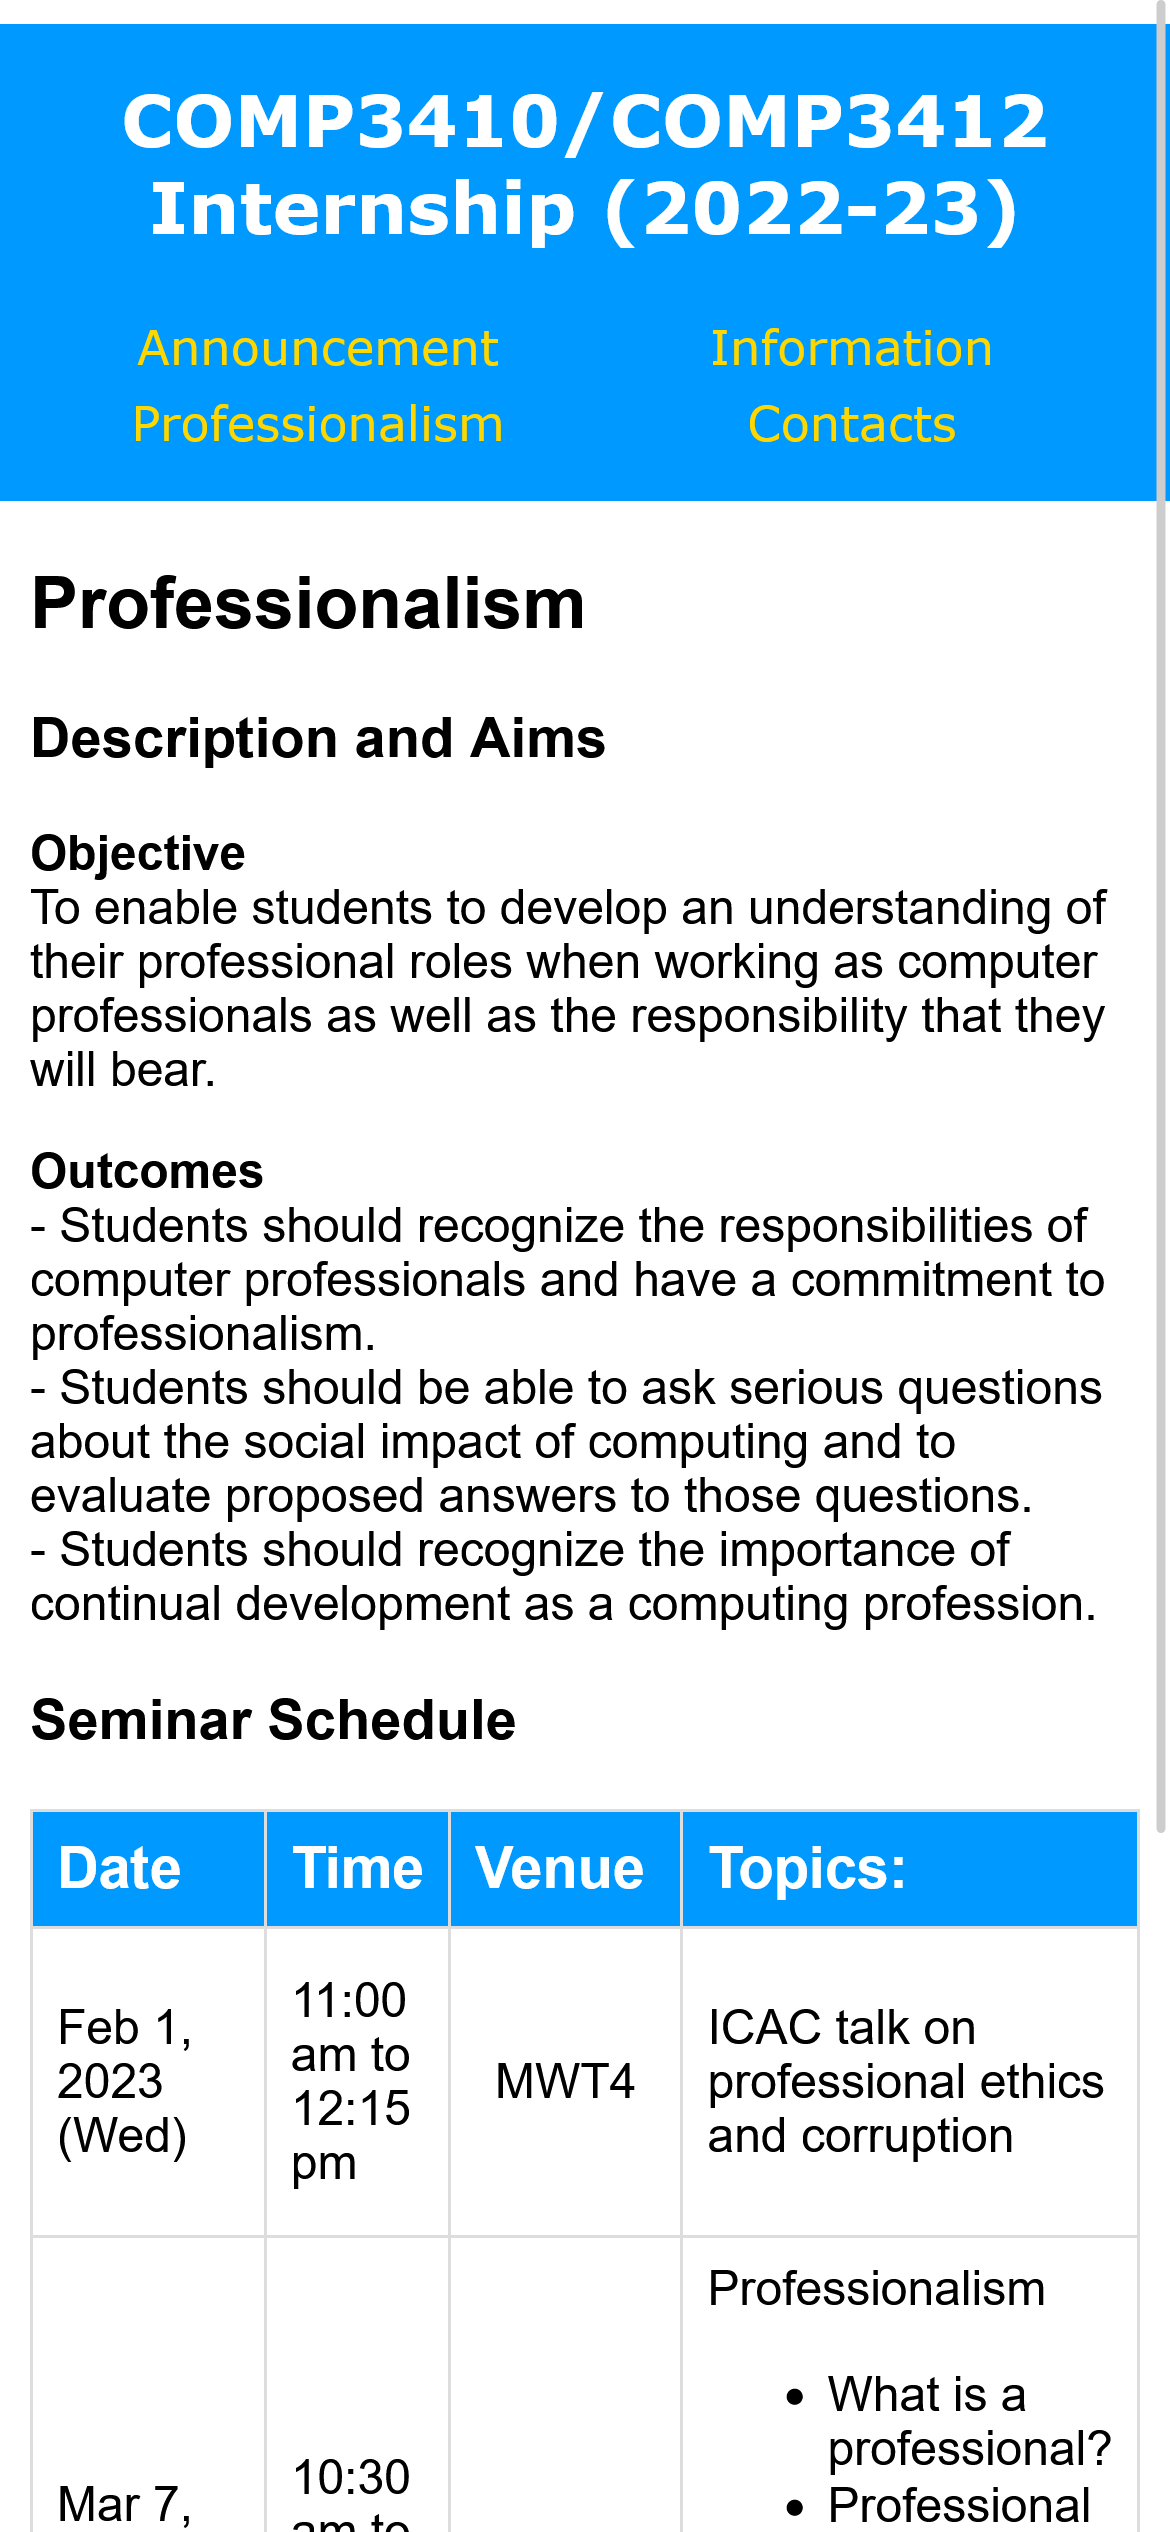 COMP3410/COMP3412
Internship (2022-23)
Announcement
Information
Professionalism
Contacts
Professionalism
Description and Aims
Objective
To enable students to develop an understanding of
their professional roles when working as computer
professionals as well as the responsibility that they
will bear.
Outcomes
- Students should recognize the responsibilities of
computer professionals and have a commitment to
professionalism.
- Students should be able to ask serious questions
about the social impact of computing and to
evaluate proposed answers to those questions.
- Students should recognize the importance of
continual development as a computing profession.
Seminar Schedule
Date
Time
Venue
Topics:
Feb 1,
2023
(Wed)
11:00
am to
12:15
pm
MWT4
ICAC talk on
professional ethics
and corruption
Mar 7,
10:30
am to
Professionalism
• What is a
professional?
• Professional